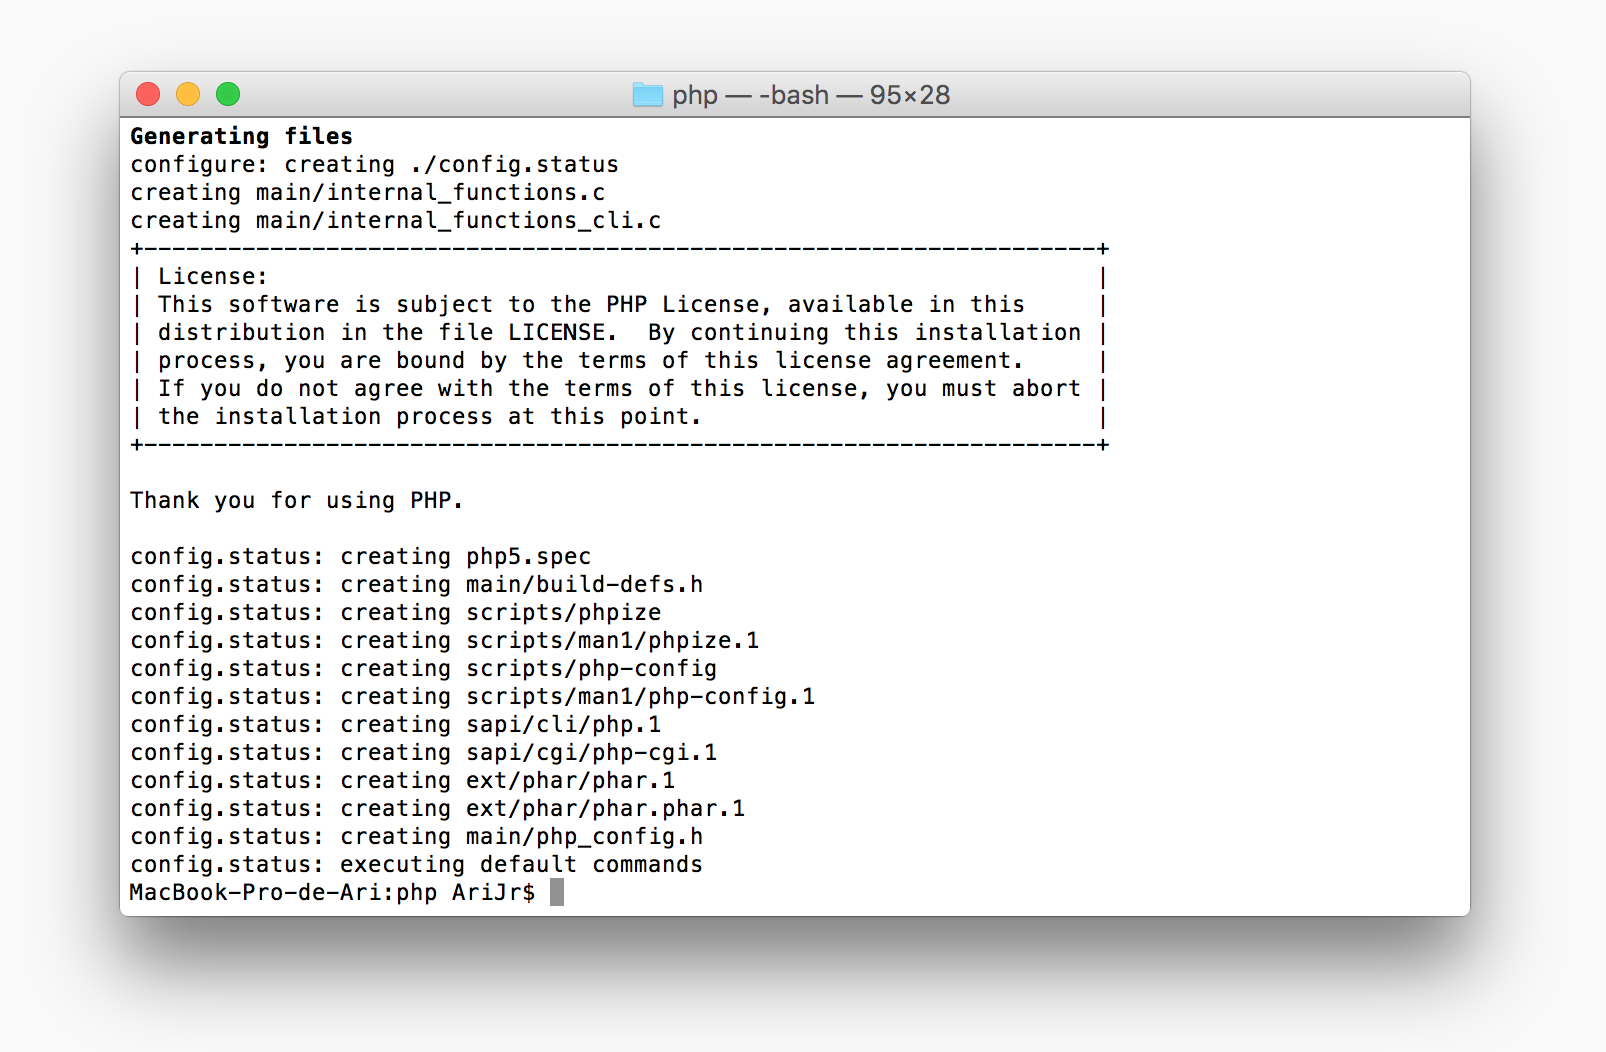 php — -bash — 95×28
Generating files
configure: creating ./config.status
creating main/internal_functions.c
creating main/internal_functions_cli.c
+--------------------------------------------------------------------+
| License:                                                           |
| This software is subject to the PHP License, available in this     |
| distribution in the file LICENSE.  By continuing this installation |
| process, you are bound by the terms of this license agreement.     |
| If you do not agree with the terms of this license, you must abort |
| the installation process at this point.                            |
+--------------------------------------------------------------------+
Thank you for using PHP.
config.status: creating php5.spec
config.status: creating main/build-defs.h
config.status: creating scripts/phpize
config.status: creating scripts/man1/phpize.1
config.status: creating scripts/php-config
config.status: creating scripts/man1/php-config.1
config.status: creating sapi/cli/php.1
config.status: creating sapi/cgi/php-cgi.1
config.status: creating ext/phar/phar.1
config.status: creating ext/phar/phar.phar.1
config.status: creating main/php_config.h
config.status: executing default commands
MacBook-Pro-de-Ari:php AriJr$